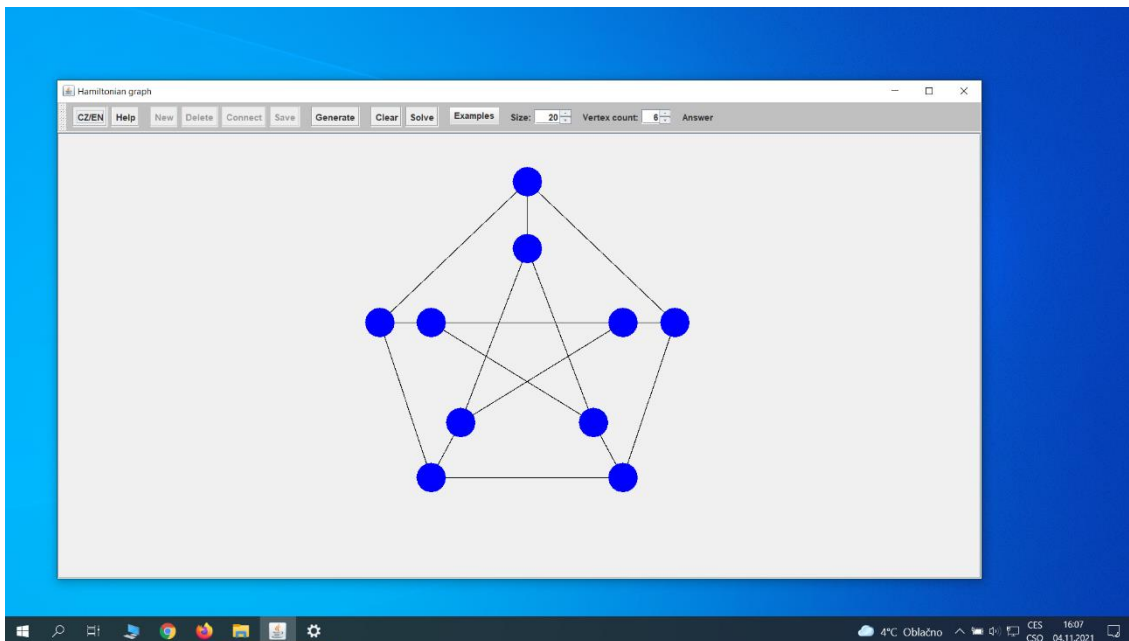 Hamiltonian graph
CZ/EN Help New Delete Connect Save Generate Clear Solve Examples Size: 20 Vertex count: 6 Answer
4°C Oblačno CES 16:07
CSQ 04.11.2021